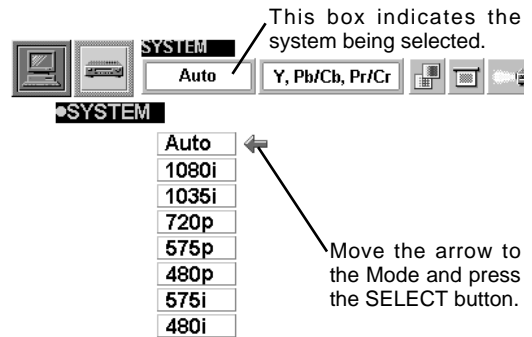 This box indicates the
system being selected.
SYSTEM
Auto
Y, Pb/Cb, Pr/Cr
●SYSTEM
Auto
1080i
1035i
720p
575p
480p
575i
480i
Move the arrow to
the Mode and press
the SELECT button.